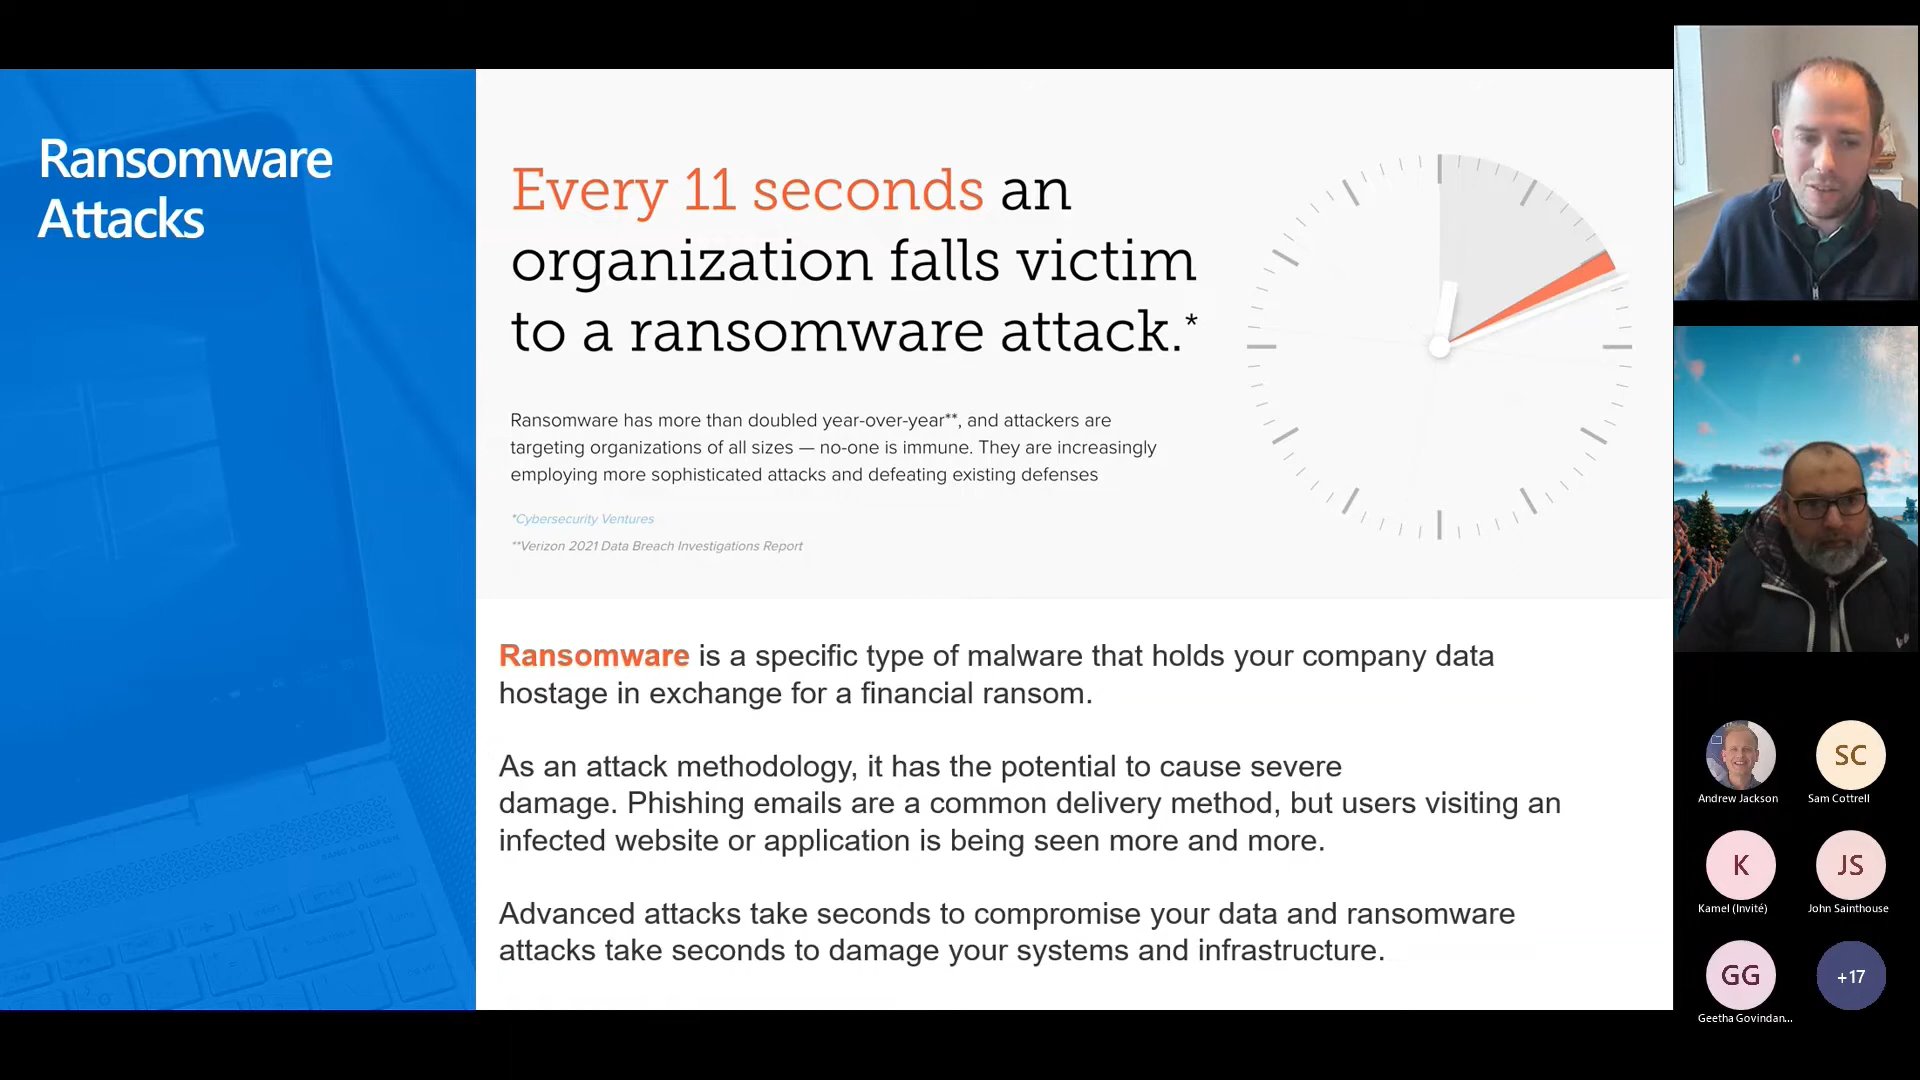 Ransomware
Attacks
Every 11 seconds an
organization falls victim
to a ransomware attack.*
Ransomware has more than doubled year-over-year**, and attackers are
targeting organizations of all sizes — no-one is immune. They are increasingly
employing more sophisticated attacks and defeating existing defenses
*Cybersecurity Ventures
**Verizon 2021 Data Breach Investigations Report
Ransomware is a specific type of malware that holds your company data
hostage in exchange for a financial ransom.
As an attack methodology, it has the potential to cause severe
damage. Phishing emails are a common delivery method, but users visiting an
infected website or application is being seen more and more.
Advanced attacks take seconds to compromise your data and ransomware
attacks take seconds to damage your systems and infrastructure.
Andrew Jackson
SC
Sam Cottrell
K
Kamel (Invité)
JS
John Sainthouse
GG
Geetha Govindan...
+17